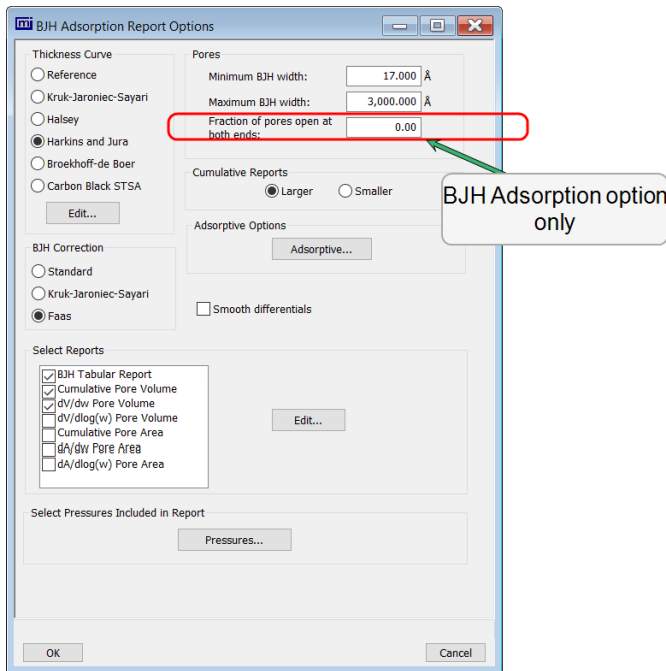 BJH Adsorption Report Options
Thickness Curve
Reference
Kruk-Jaroniec-Sayari
Halsey
Harkins and Jura
Broekhoff-de Boer
Carbon Black STSA
Edit...
Pores
Minimum BJH width: 17.000 Å
Maximum BJH width: 3,000.000 Å
Fraction of pores open at
both ends: 0.00
BJH Adsorption option
only
Cumulative Reports
Larger Smaller
Adsorptive Options
Adsorptive...
BJH Correction
Standard
Kruk-Jaroniec-Sayari
Faas
Smooth differentials
Select Reports
BJH Tabular Report
Cumulative Pore Volume
dV/dw Pore Volume
dV/dlog(w) Pore Volume
Cumulative Pore Area
dA/dw Pore Area
dA/dlog(w) Pore Area
Edit...
Select Pressures Included in Report
Pressures...
OK Cancel